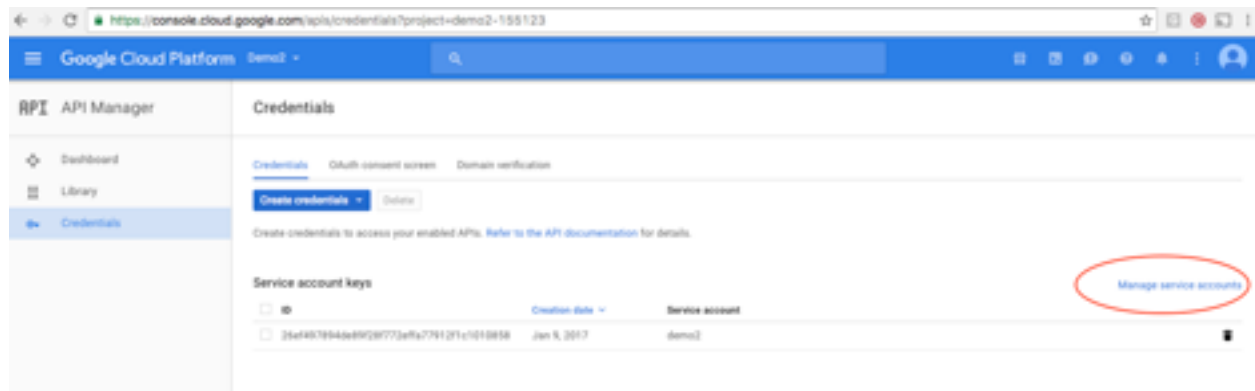 https://console.cloud.google.com/apis/credentials?project=demo2-155123
Google Cloud Platform Demo2
API API Manager
Credentials
Dashboard
Library
Credentials
Credentials OAuth consent screen Domain verification
Create credentials Delete
Create credentials to access your enabled APIs. Refer to the API documentation for details.
Service account keys
Manage service accounts
ID Creation date Service account
Jan 9, 2017 demo2